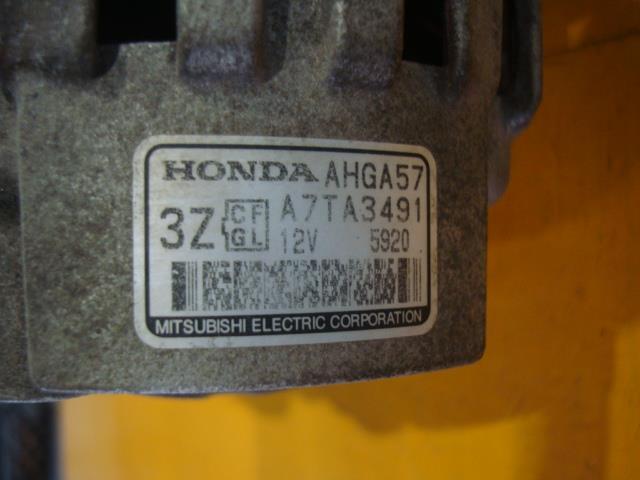 HONDA AHGA57
3Z CF GL A7TA3491
12V 5920
MITSUBISHI ELECTRIC CORPORATION